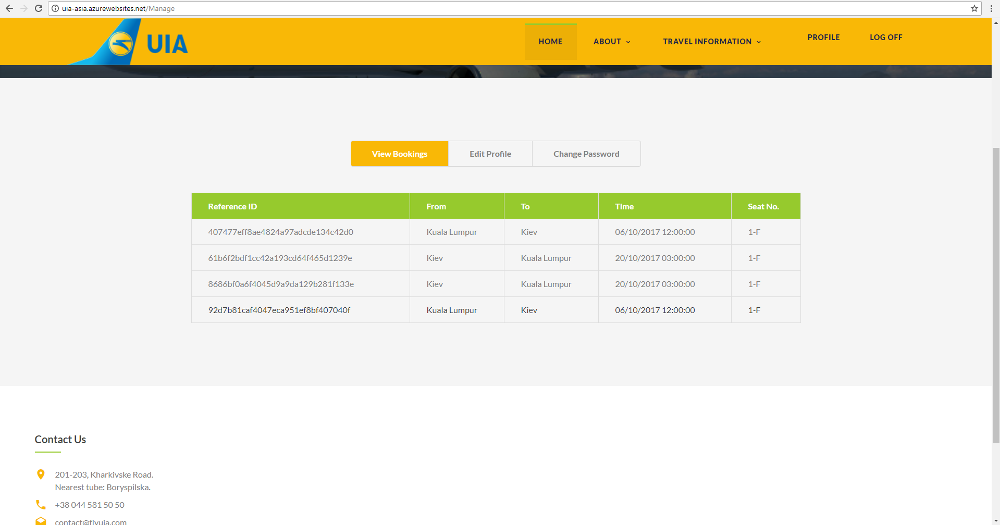 uia-asia.azurewebsites.net/Manage
UIA
HOME
ABOUT
TRAVEL INFORMATION
PROFILE
LOG OFF
View Bookings
Edit Profile
Change Password
Reference ID From To Time Seat No.
407477eff8ae4824a97adcde134c42d0 Kuala Lumpur Kiev 06/10/2017 12:00:00 1-F
61b6f2bdf1cc42a193cd64f465d1239e Kiev Kuala Lumpur 20/10/2017 03:00:00 1-F
8686bf0a6f4045d9a9da129b281f133e Kiev Kuala Lumpur 20/10/2017 03:00:00 1-F
92d7b81caf4047eca951ef8bf407040f Kuala Lumpur Kiev 06/10/2017 12:00:00 1-F
Contact Us
201-203, Kharkivske Road.
Nearest tube: Boryspilska.
+38 044 581 50 50
contact@flyuia.com